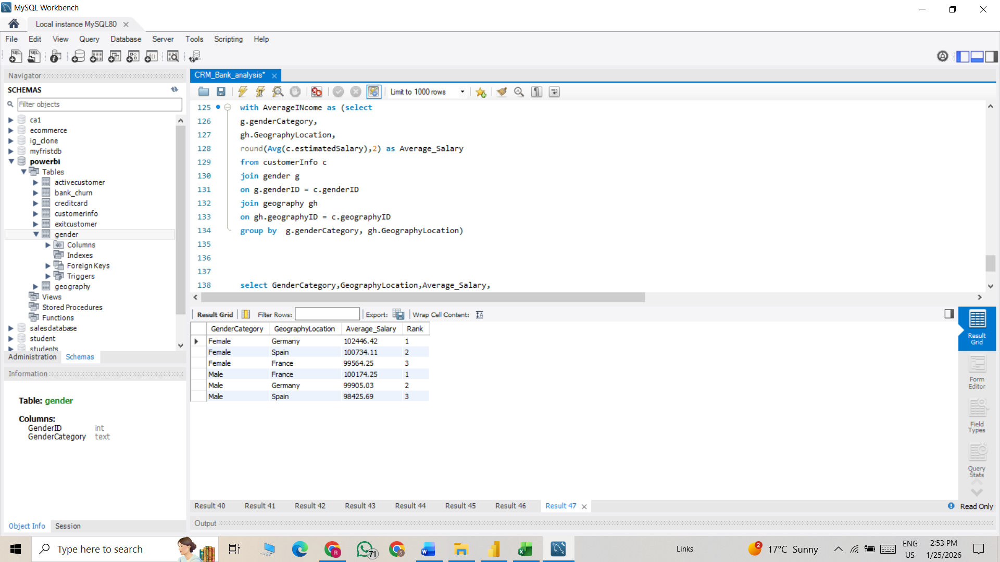 MySQL Workbench
Local instance MySQL80
File Edit View Query Database Server Tools Scripting Help
Navigator
SCHEMAS
Filter objects
ca1
ecommerce
ig_clone
myfristdb
powerbi
Tables
activecustomer
bank_churn
creditcard
customerinfo
exitcustomer
gender
Columns
Indexes
Foreign Keys
Triggers
geography
Views
Stored Procedures
Functions
salesdatabase
student
students
Administration Schemas
Information
Table: gender
Columns:
GenderID int
GenderCategory text
Object Info Session
CRM_Bank_analysis*
Limit to 1000 rows
125 with AverageINcome as (select
126 g.genderCategory,
127 gh.GeographyLocation,
128 round(Avg(c.estimatedSalary),2) as Average_Salary
129 from customerInfo c
130 join gender g
131 on g.genderID = c.genderID
132 join geography gh
133 on gh.geographyID = c.geographyID
134 group by  g.genderCategory, gh.GeographyLocation)
135
136
137
138 select GenderCategory,GeographyLocation,Average_Salary,
Result Grid Filter Rows: Export: Wrap Cell Content:
GenderCategory GeographyLocation Average_Salary Rank
Female Germany 102446.42 1
Female Spain 100734.11 2
Female France 99564.25 3
Male France 100174.25 1
Male Germany 99905.03 2
Male Spain 98425.69 3
Result Grid
Form Editor
Field Types
Query Stats
Result 40 Result 41 Result 42 Result 43 Result 44 Result 45 Result 46 Result 47
Read Only
Output
Type here to search
71
Links
2
17°C Sunny
ENG
US
2:53 PM
1/25/2026